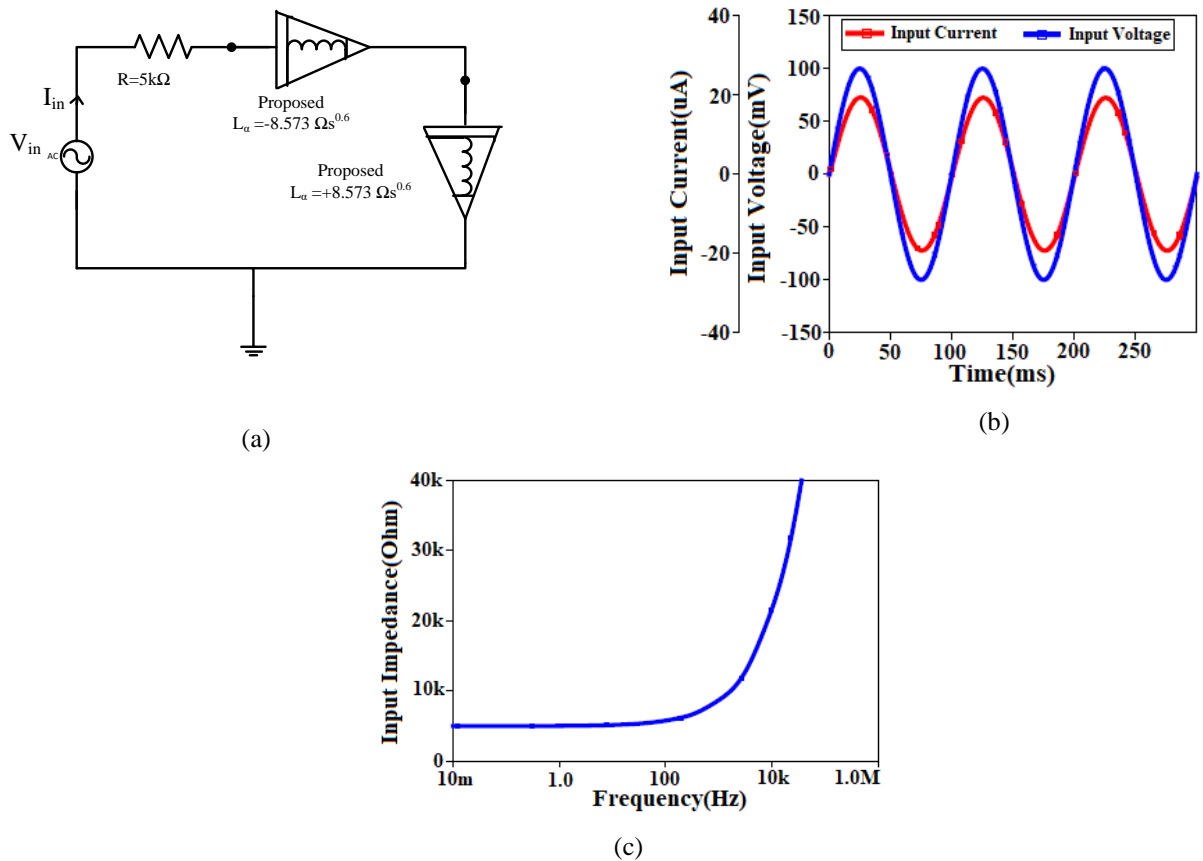 R=5kΩ
Iin
Vin AC
Proposed
Lα =-8.573 Ωs0.6
Proposed
Lα =+8.573 Ωs0.6
(a)
Input Current
Input Voltage
Input Current(uA)
40
20
0
-20
-40
Input Voltage(mV)
150
100
50
0
-50
-100
-150
0
50
100
150
200
250
Time(ms)
(b)
Input Impedance(Ohm)
40k
30k
20k
10k
0
10m
1.0
100
10k
1.0M
Frequency(Hz)
(c)